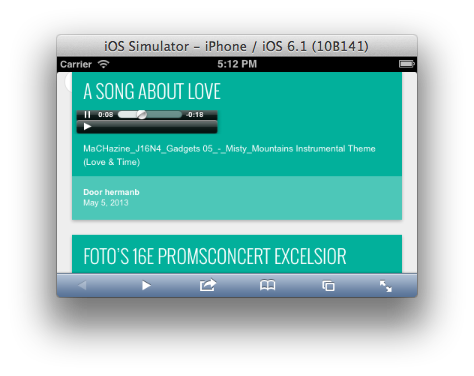 iOS Simulator – iPhone / iOS 6.1 (10B141)
Carrier 5:12 PM
A SONG ABOUT LOVE
0:08 -0:18
MaCHazine_J16N4_Gadgets 05_-_Misty_Mountains Instrumental Theme
(Love & Time)
Door hermanb
May 5, 2013
FOTO'S 16E PROMSCONCERT EXCELSIOR